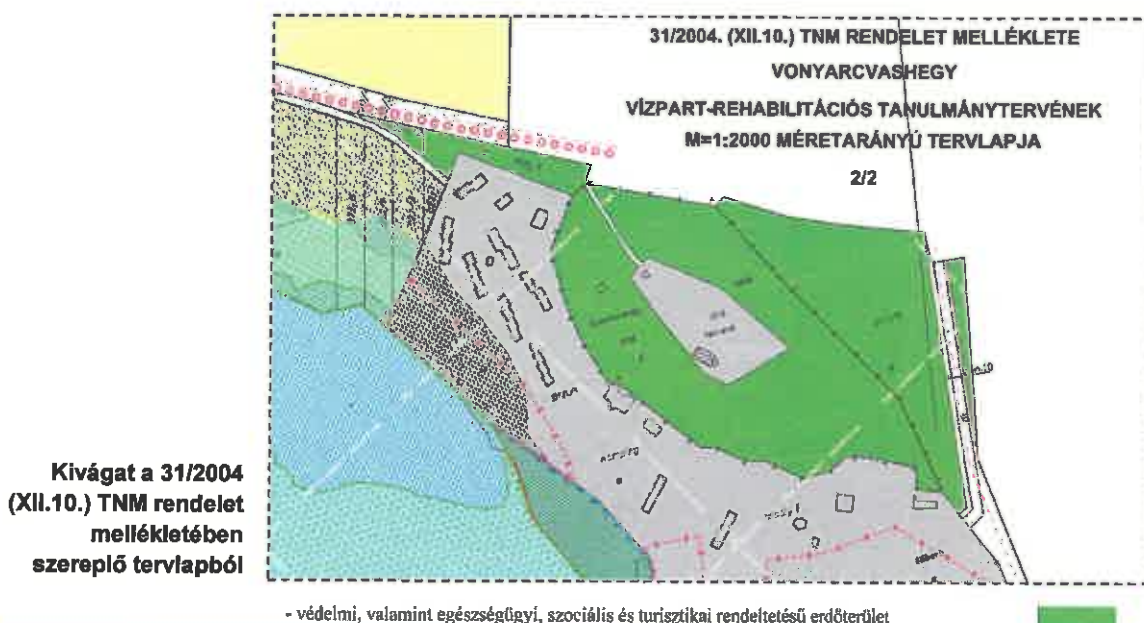 31/2004. (XII.10.) TNM RENDELET MELLÉKLETE
VONYARCVASHEGY
VÍZPART-REHABILITÁCIÓS TANULMÁNYTERVÉNEK
M=1:2000 MÉRETARÁNYÚ TERVLAPJA
2/2
Kivágat a 31/2004
(XII.10.) TNM rendelet
mellékletében
szereplő tervlapból
- védelmi, valamint egészségügyi, szociális és turisztikai rendeltetésű erdőterület